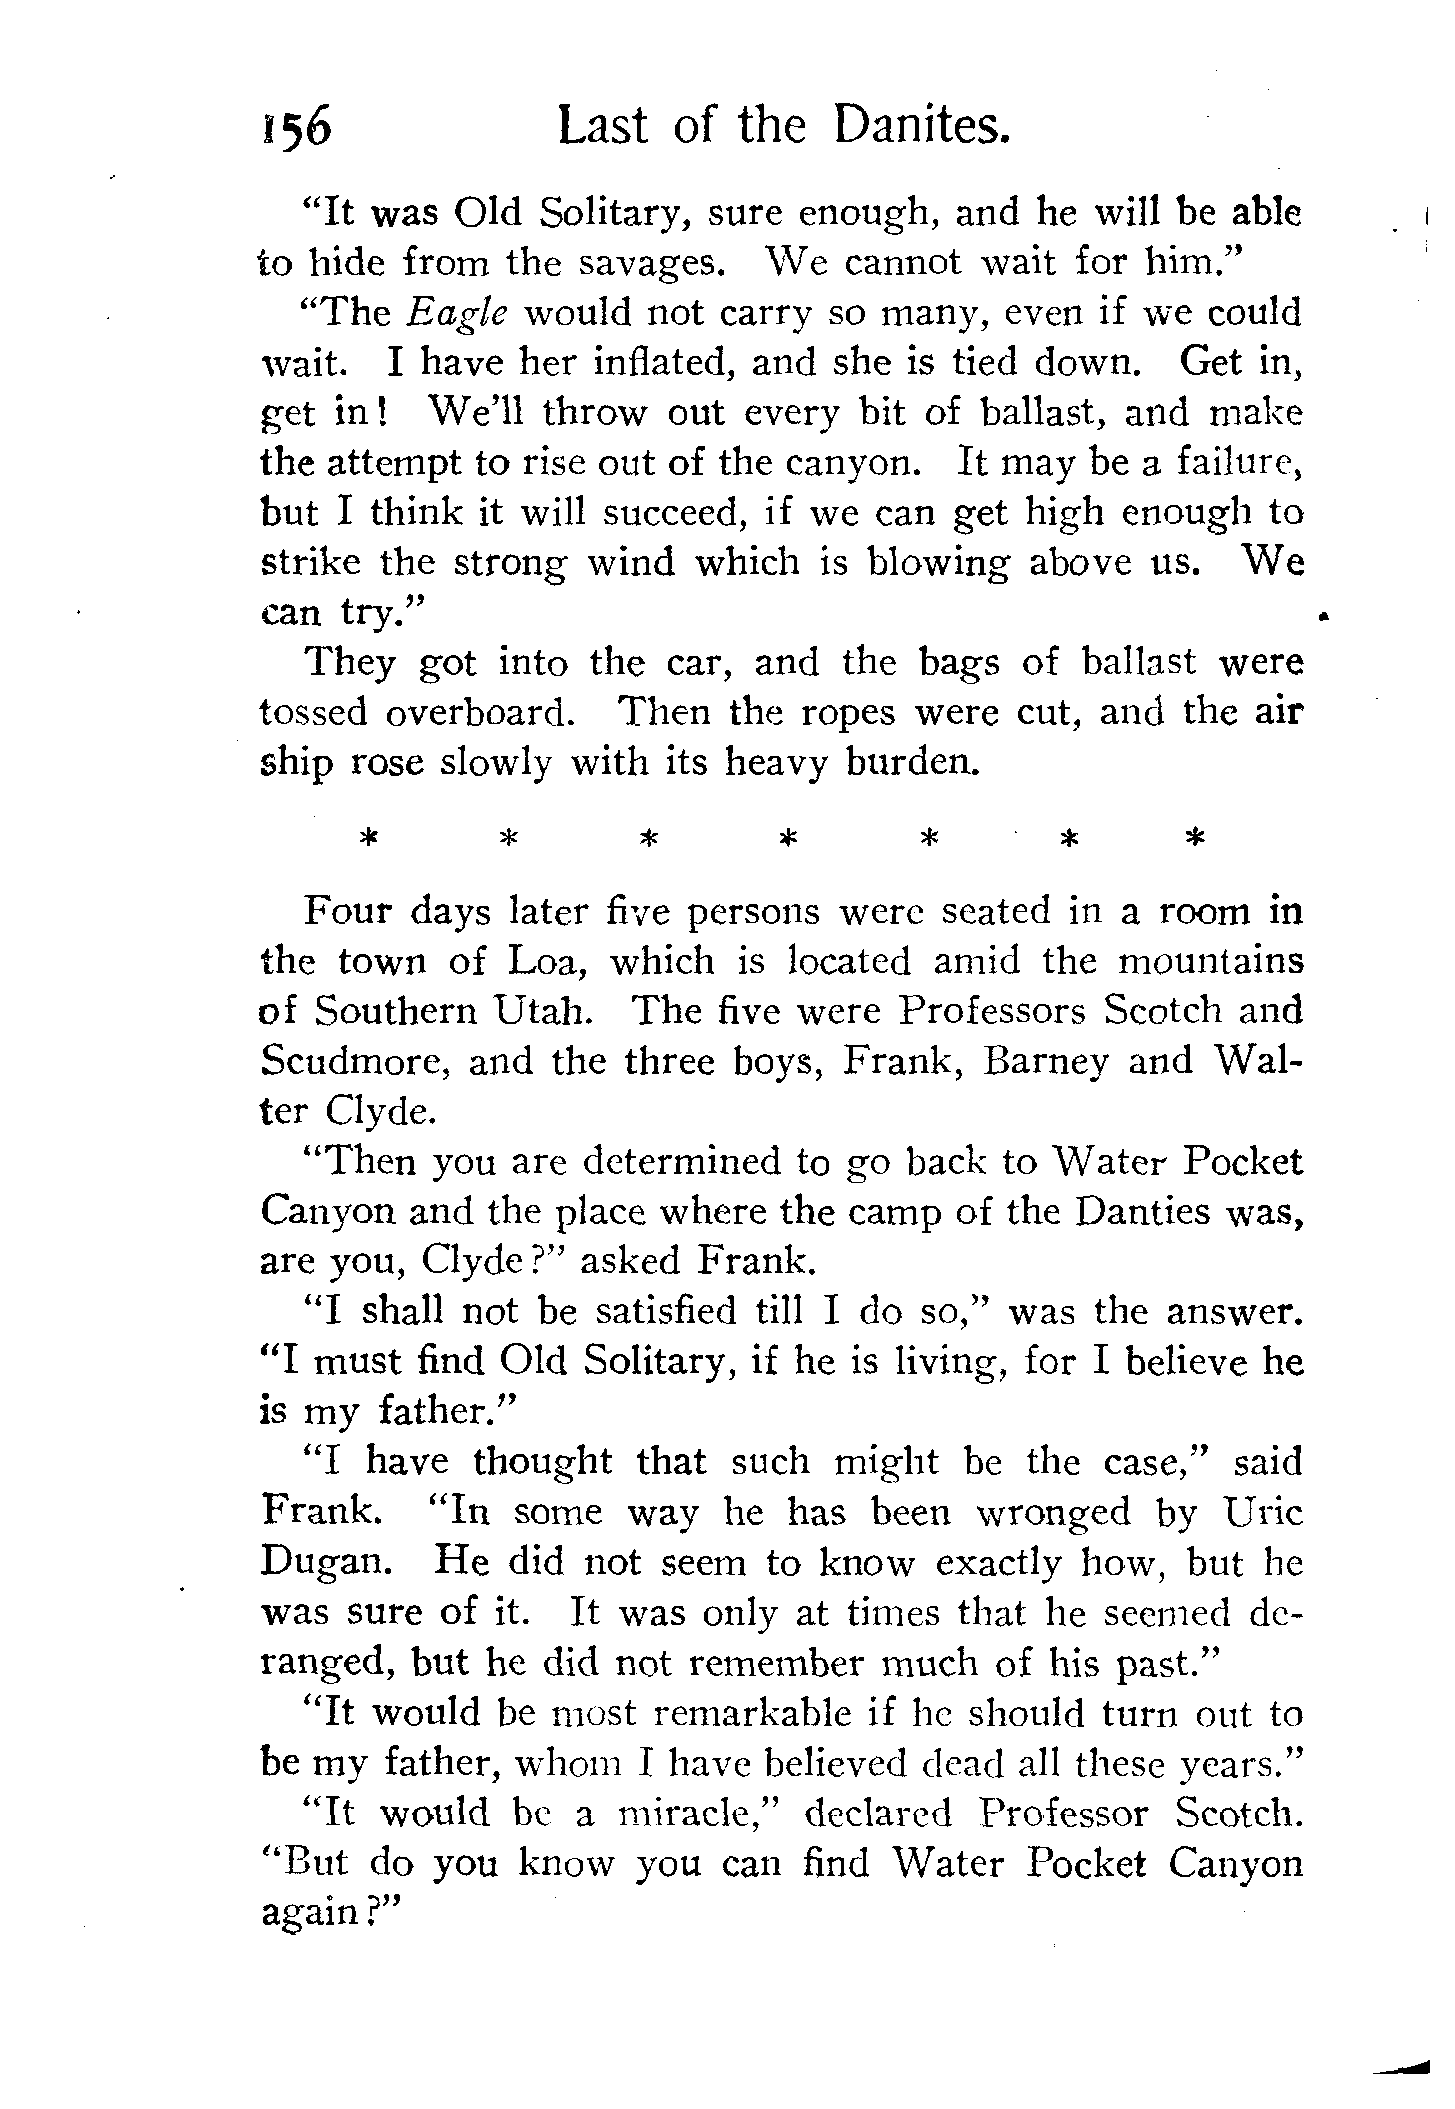 156 Last of the Danites.
“It was Old Solitary, sure enough, and he will be able
to hide from the savages. We cannot wait for him.”
“The Eagle would not carry so many, even if we could
wait. I have her inflated, and she is tied down. Get in,
get in! We’ll throw out every bit of ballast, and make
the attempt to rise out of the canyon. It may be a failure,
but I think it will succeed, if we can get high enough to
strike the strong wind which is blowing above us. We
can try.”
They got into the car, and the bags of ballast were
tossed overboard. Then the ropes were cut, and the air
ship rose slowly with its heavy burden.
* * * * * * *
Four days later five persons were seated in a room in
the town of Loa, which is located amid the mountains
of Southern Utah. The five were Professors Scotch and
Scudmore, and the three boys, Frank, Barney and Wal-
ter Clyde.
“Then you are determined to go back to Water Pocket
Canyon and the place where the camp of the Danties was,
are you, Clyde?” asked Frank.
“I shall not be satisfied till I do so,” was the answer.
“I must find Old Solitary, if he is living, for I believe he
is my father.”
“I have thought that such might be the case,” said
Frank. “In some way he has been wronged by Uric
Dugan. He did not seem to know exactly how, but he
was sure of it. It was only at times that he seemed de-
ranged, but he did not remember much of his past.”
“It would be most remarkable if he should turn out to
be my father, whom I have believed dead all these years.”
“It would be a miracle,” declared Professor Scotch.
“But do you know you can find Water Pocket Canyon
again?”